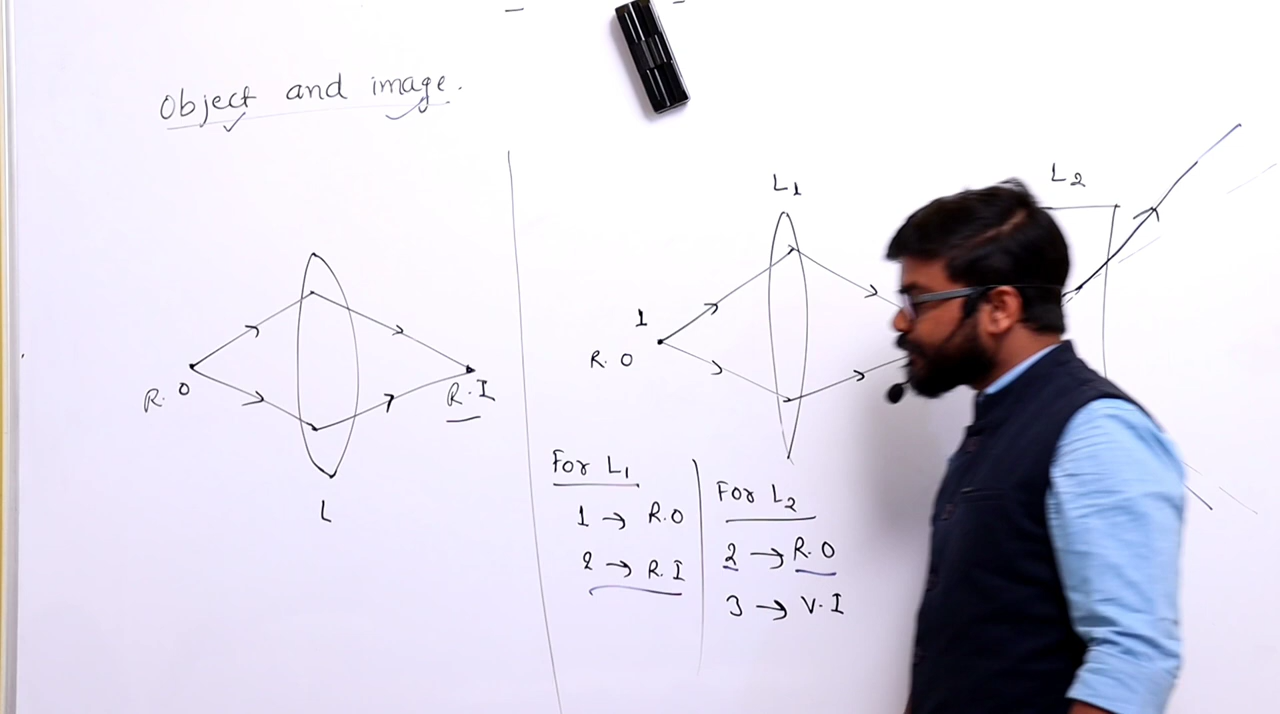 Object and image.
R. O
R. I
L
L1
L2
1
R. O
For L1
1 → R.O
2 → R.I
For L2
2 → R.O
3 → V.I